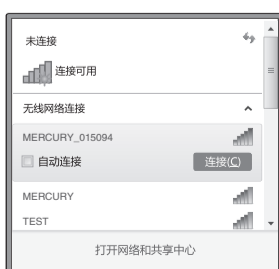 未连接
连接可用
无线网络连接
MERCURY_015094
自动连接
连接(C)
MERCURY
TEST
打开网络和共享中心